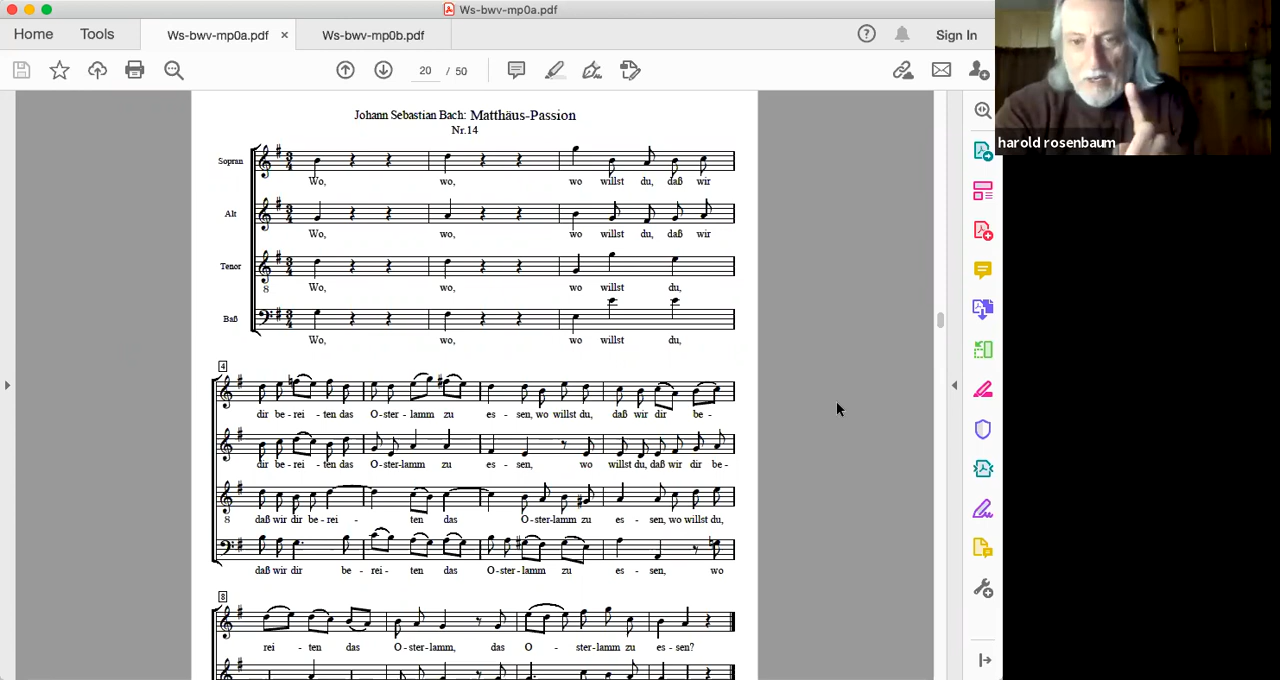 Ws-bwv-mp0a.pdf
Home Tools Ws-bwv-mp0a.pdf × Ws-bwv-mp0b.pdf Sign In
20 / 50
harold rosenbaum
Johann Sebastian Bach: Matthäus-Passion
Nr.14
Sopran
Wo, wo, wo willst du, daß wir
Alt
Wo, wo, wo willst du, daß wir
Tenor
8
Wo, wo, wo willst du,
Baß
Wo, wo, wo willst du,
4
dir be - rei - ten das O - ster - lamm zu es - sen, wo willst du, daß wir dir be -
dir be - rei - ten das O - ster-lamm zu es - sen, wo willst du, daß wir dir be -
8
daß wir dir be - rei - ten das O - ster-lamm zu es - sen, wo willst du,
daß wir dir be - rei - ten das O - ster - lamm zu es - sen, wo
8
rei - ten das O - ster - lamm, das O - ster-lamm zu es - sen?